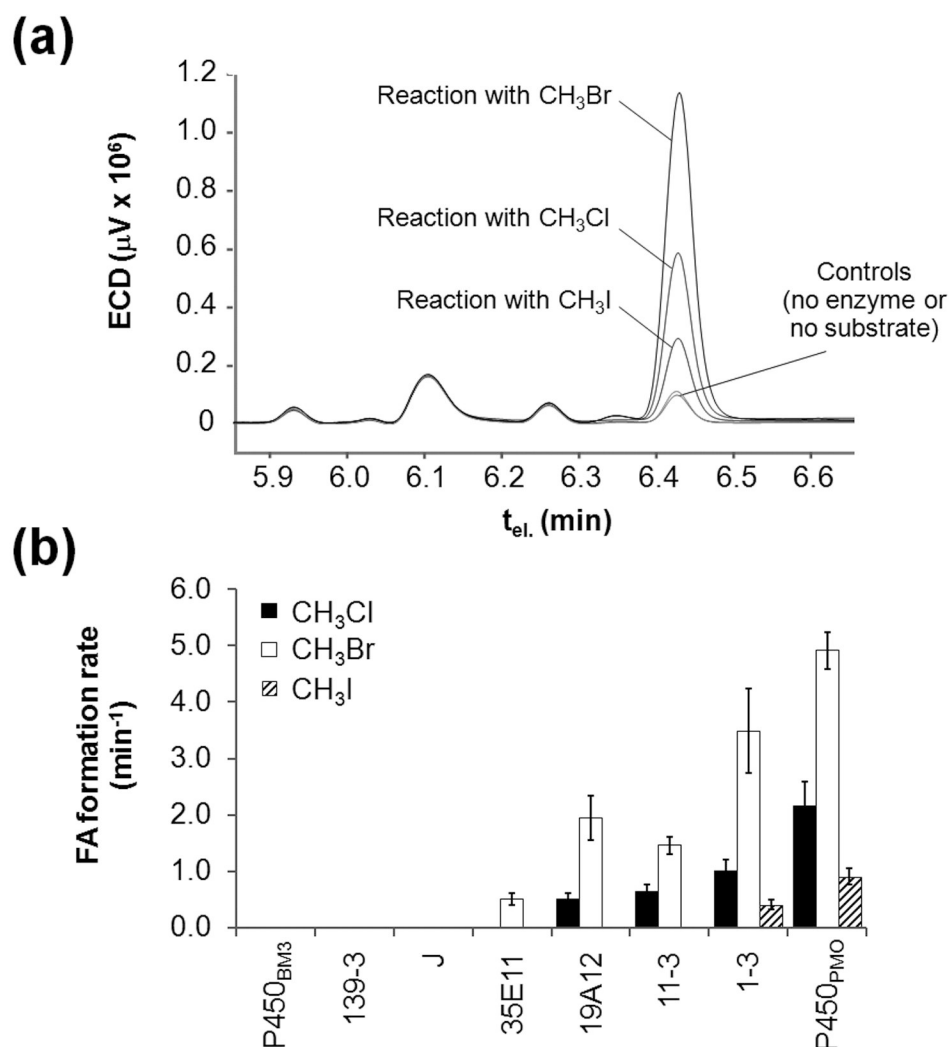 (a)
1.2
1.0
0.8
0.6
0.4
0.2
0
ECD (μV x 10⁶)
Reaction with CH₃Br
Reaction with CH₃Cl
Reaction with CH₃I
Controls
(no enzyme or
no substrate)
5.9 6.0 6.1 6.2 6.3 6.4 6.5 6.6
t_el. (min)
(b)
6.0
5.0
4.0
3.0
2.0
1.0
0.0
FA formation rate
(min⁻¹)
CH₃Cl
CH₃Br
CH₃I
P450_BM3
139-3
J
35E11
19A12
11-3
1-3
P450_PMO